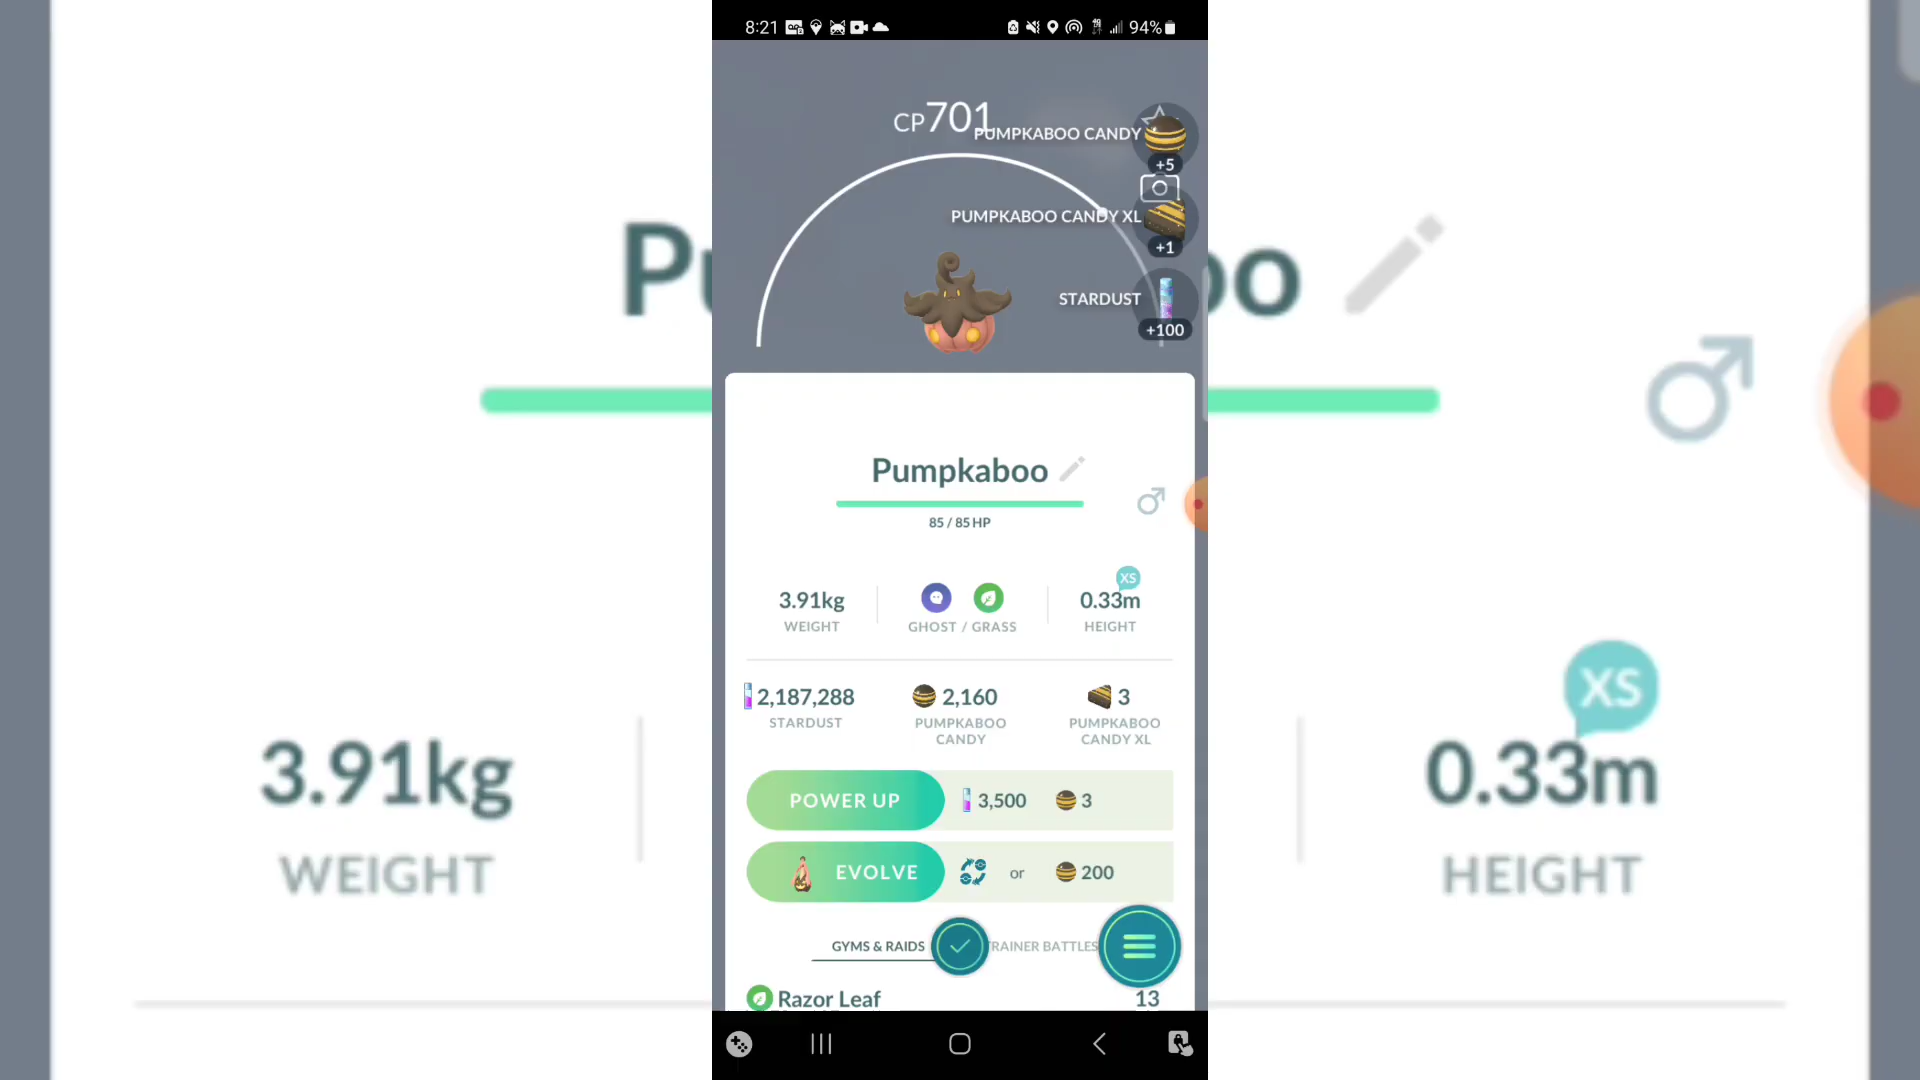 8:21
94%
CP701
PUMPKABOO CANDY
+5
PUMPKABOO CANDY XL
+1
STARDUST
+100
Pumpkaboo
85 / 85 HP
XS
3.91kg
WEIGHT
GHOST / GRASS
0.33m
HEIGHT
2,187,288
STARDUST
2,160
PUMPKABOO
CANDY
3
PUMPKABOO
CANDY XL
POWER UP
3,500
3
EVOLVE
or
200
GYMS & RAIDS
TRAINER BATTLES
Razor Leaf
13
Pu
oo
3.91kg
WEIGHT
XS
0.33m
HEIGHT